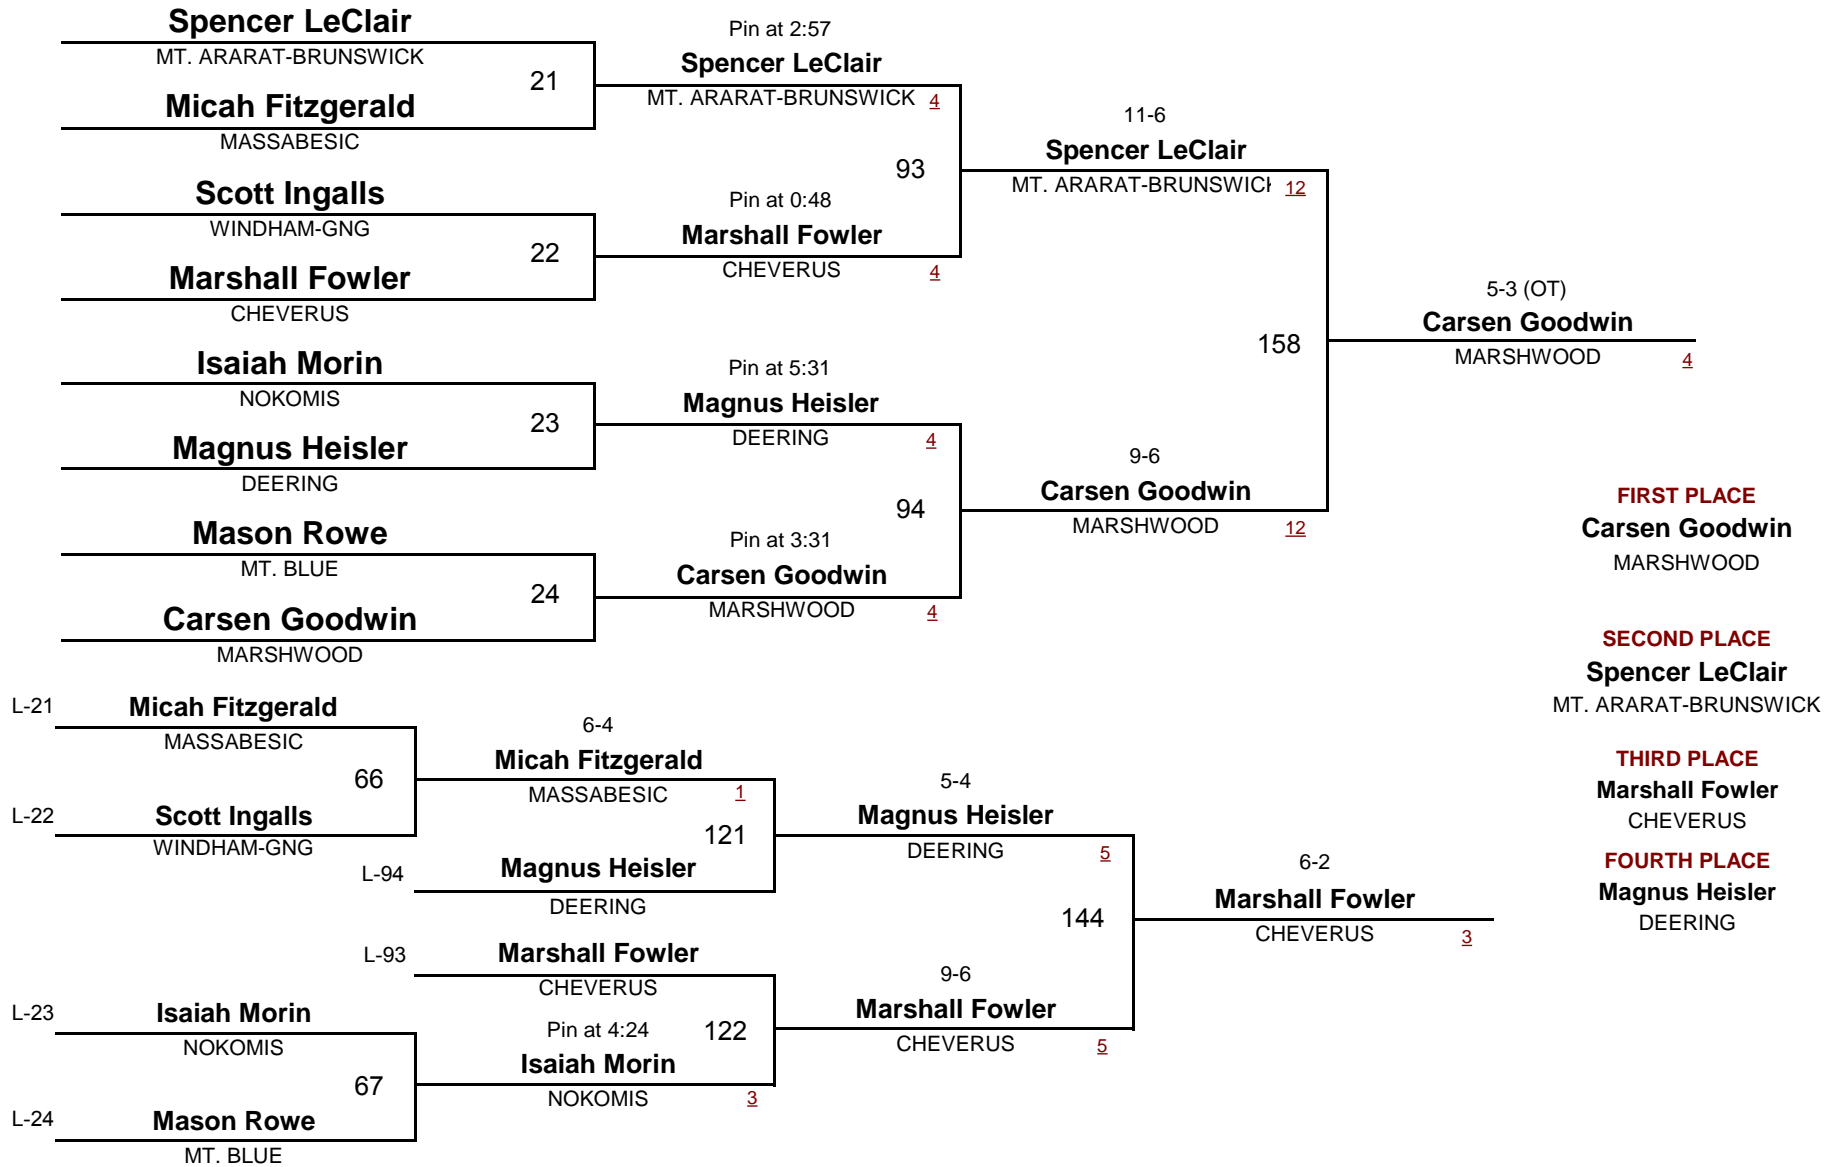 Spencer LeClair
MT. ARARAT-BRUNSWICK
21
Micah Fitzgerald
MASSABESIC
Scott Ingalls
WINDHAM-GNG
22
Marshall Fowler
CHEVERUS
Isaiah Morin
NOKOMIS
23
Magnus Heisler
DEERING
Mason Rowe
MT. BLUE
24
Carsen Goodwin
MARSHWOOD
Pin at 2:57
Spencer LeClair
MT. ARARAT-BRUNSWICK 4
93
Pin at 0:48
Marshall Fowler
CHEVERUS 4
Pin at 5:31
Magnus Heisler
DEERING 4
94
Pin at 3:31
Carsen Goodwin
MARSHWOOD 4
11-6
Spencer LeClair
MT. ARARAT-BRUNSWICK 12
158
9-6
Carsen Goodwin
MARSHWOOD 12
5-3 (OT)
Carsen Goodwin
MARSHWOOD 4
FIRST PLACE
Carsen Goodwin
MARSHWOOD
SECOND PLACE
Spencer LeClair
MT. ARARAT-BRUNSWICK
THIRD PLACE
Marshall Fowler
CHEVERUS
FOURTH PLACE
Magnus Heisler
DEERING
L-21 Micah Fitzgerald
MASSABESIC
66
L-22 Scott Ingalls
WINDHAM-GNG
6-4
Micah Fitzgerald
MASSABESIC 1
121
L-94 Magnus Heisler
DEERING
L-93 Marshall Fowler
CHEVERUS
122
Pin at 4:24
Isaiah Morin
NOKOMIS 3
L-23 Isaiah Morin
NOKOMIS
67
L-24 Mason Rowe
MT. BLUE
5-4
Magnus Heisler
DEERING 5
144
9-6
Marshall Fowler
CHEVERUS 5
6-2
Marshall Fowler
CHEVERUS 3